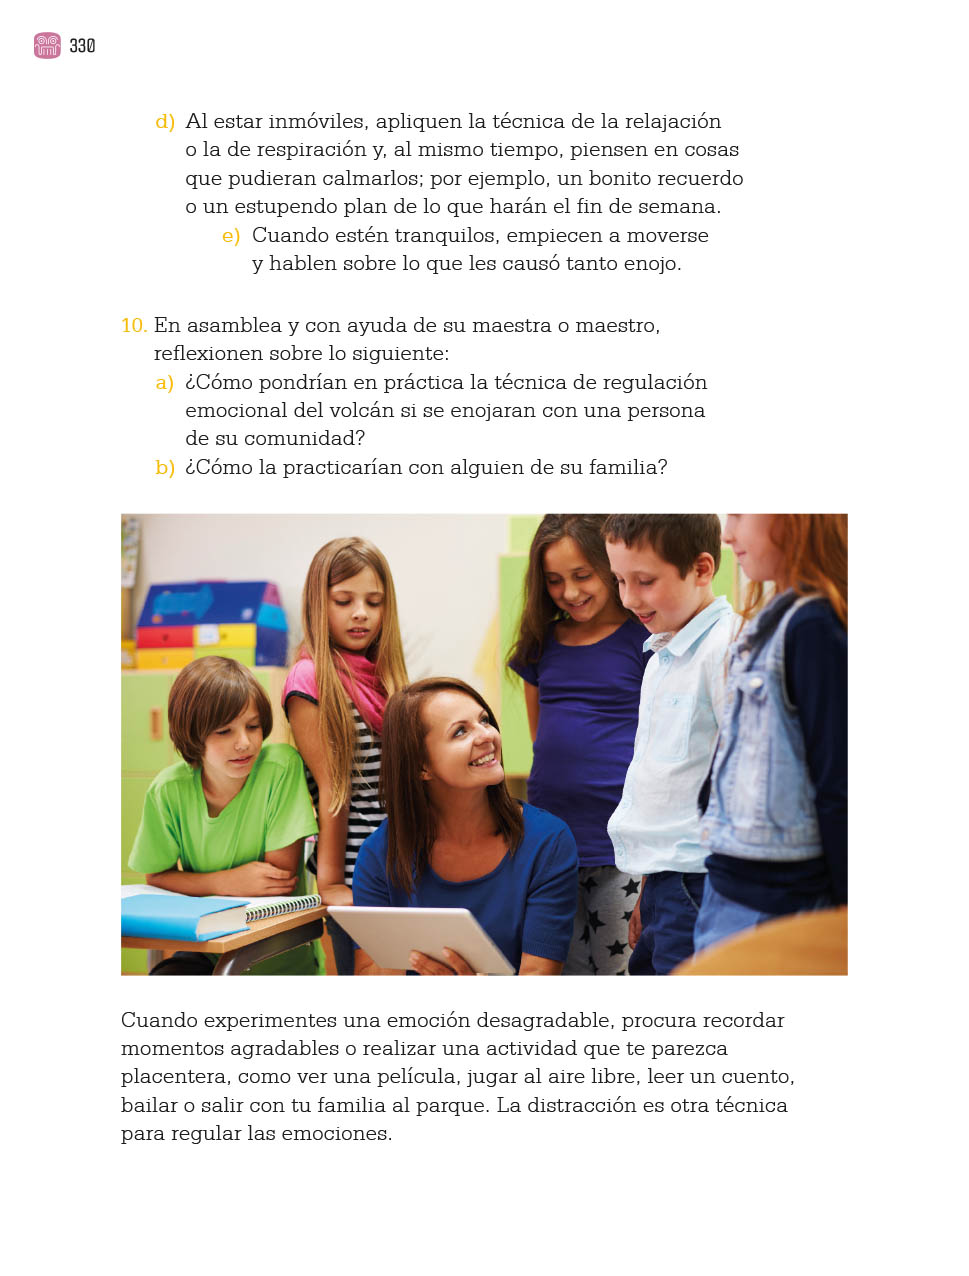 330
d) Al estar inmóviles, apliquen la técnica de la relajación
o la de respiración y, al mismo tiempo, piensen en cosas
que pudieran calmarlos; por ejemplo, un bonito recuerdo
o un estupendo plan de lo que harán el fin de semana.
e) Cuando estén tranquilos, empiecen a moverse
y hablen sobre lo que les causó tanto enojo.
10. En asamblea y con ayuda de su maestra o maestro,
reflexionen sobre lo siguiente:
a) ¿Cómo pondrían en práctica la técnica de regulación
emocional del volcán si se enojaran con una persona
de su comunidad?
b) ¿Cómo la practicarían con alguien de su familia?
Cuando experimentes una emoción desagradable, procura recordar
momentos agradables o realizar una actividad que te parezca
placentera, como ver una película, jugar al aire libre, leer un cuento,
bailar o salir con tu familia al parque. La distracción es otra técnica
para regular las emociones.